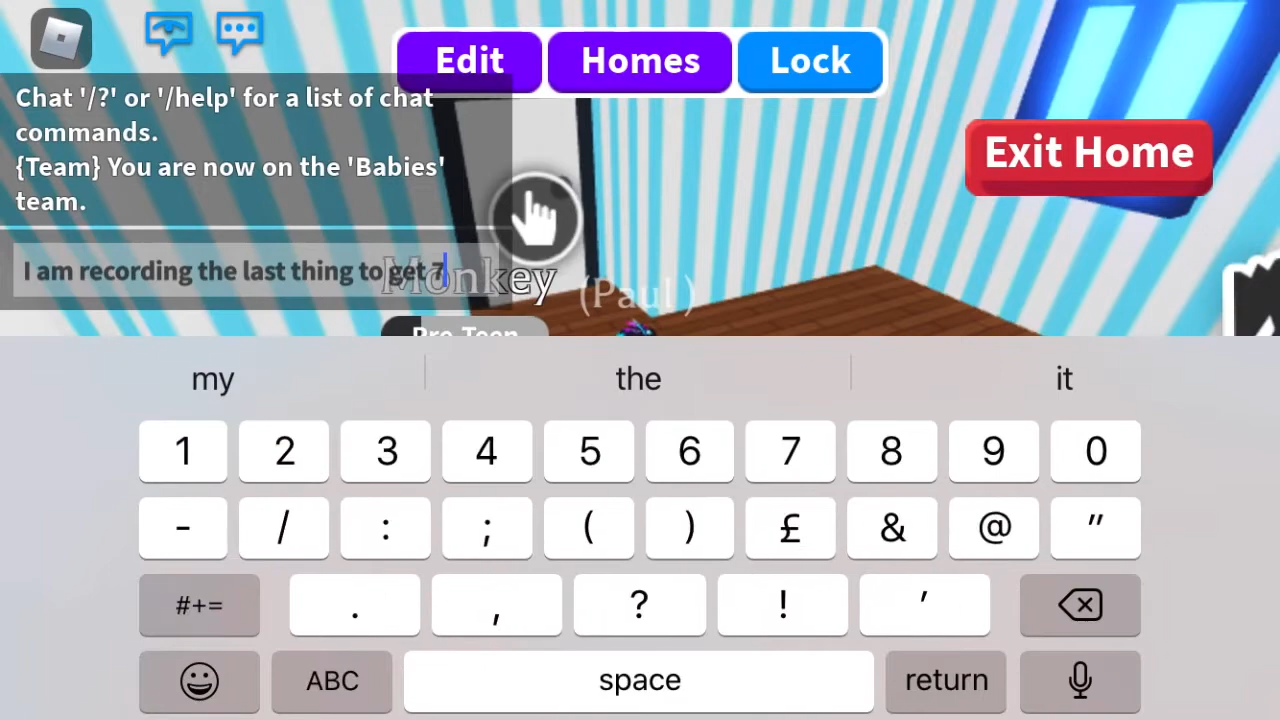 Edit Homes Lock
Chat '/?' or '/help' for a list of chat
commands.
{Team} You are now on the 'Babies'
team.
Exit Home
I am recording the last thing to get 7
Monkey (Paul )
Pre-Teen
my the it
1 2 3 4 5 6 7 8 9 0
- / : ; ( ) £ & @ "
#+= . , ? ! '
ABC space return